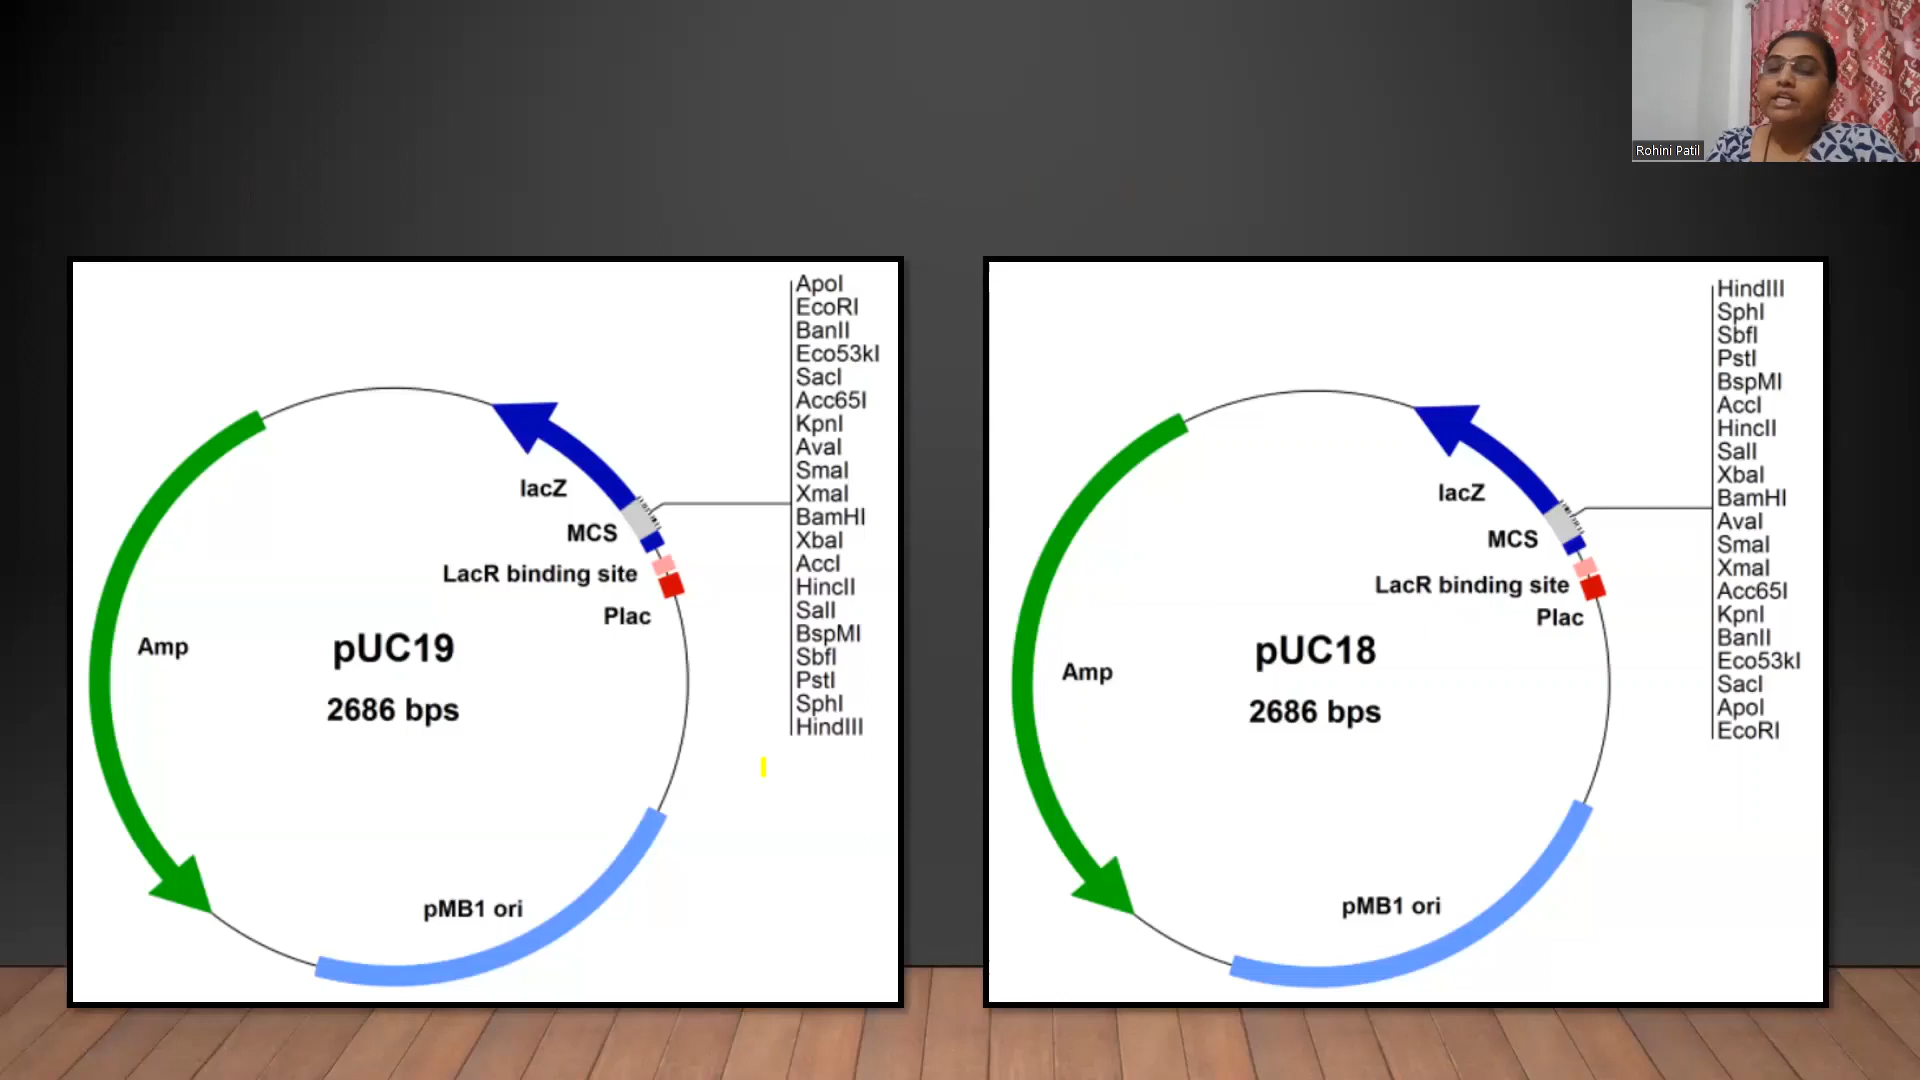 Rohini Patil
ApoI
EcoRI
BanII
Eco53kI
SacI
Acc65I
KpnI
AvaI
SmaI
XmaI
BamHI
XbaI
AccI
HincII
SalI
BspMI
SbfI
PstI
SphI
HindIII
lacZ
MCS
LacR binding site
Plac
Amp
pUC19
2686 bps
pMB1 ori
HindIII
SphI
SbfI
PstI
BspMI
AccI
HincII
SalI
XbaI
BamHI
AvaI
SmaI
XmaI
Acc65I
KpnI
BanII
Eco53kI
SacI
ApoI
EcoRI
lacZ
MCS
LacR binding site
Plac
Amp
pUC18
2686 bps
pMB1 ori